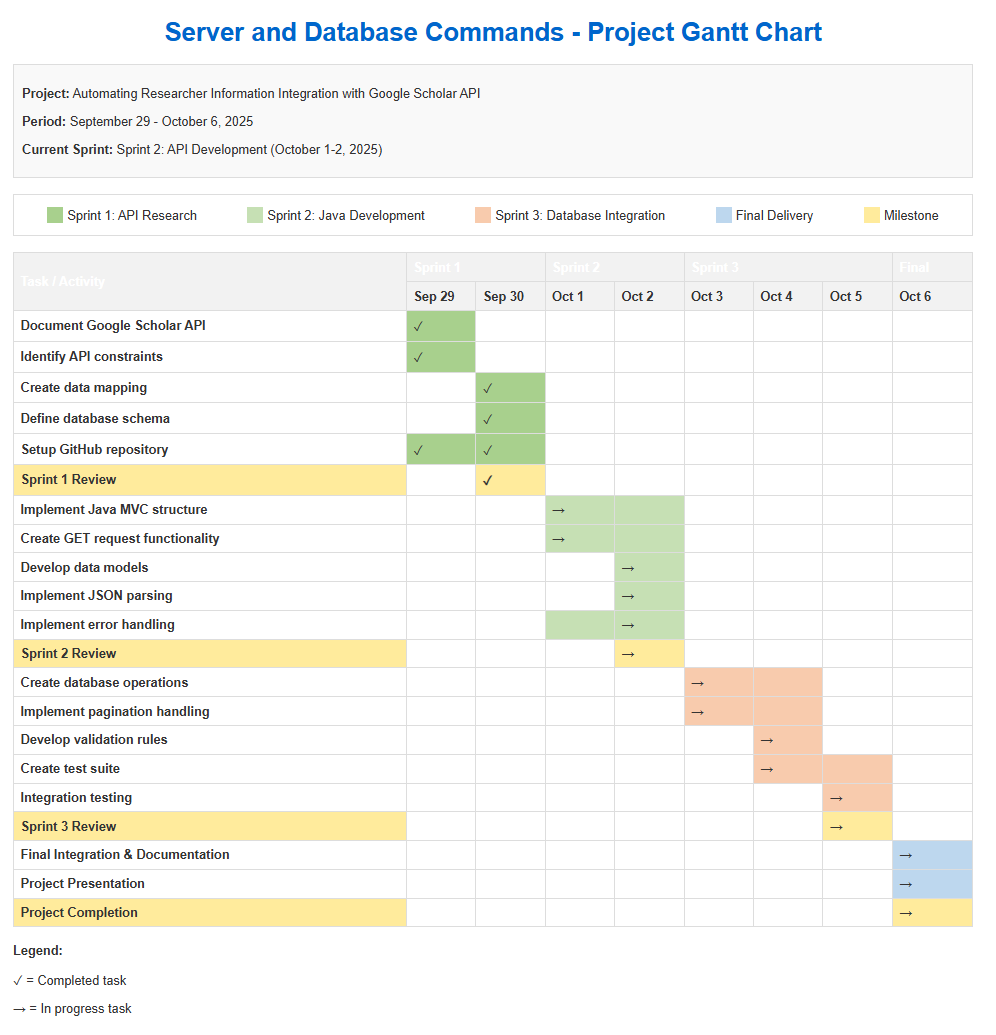 Server and Database Commands - Project Gantt Chart
Project: Automating Researcher Information Integration with Google Scholar API
Period: September 29 - October 6, 2025
Current Sprint: Sprint 2: API Development (October 1-2, 2025)
Sprint 1: API Research Sprint 2: Java Development Sprint 3: Database Integration Final Delivery Milestone
Task / Activity Sprint 1 Sprint 2 Sprint 3 Final
Sep 29 Sep 30 Oct 1 Oct 2 Oct 3 Oct 4 Oct 5 Oct 6
Document Google Scholar API ✓
Identify API constraints ✓
Create data mapping ✓
Define database schema ✓
Setup GitHub repository ✓ ✓
Sprint 1 Review ✓
Implement Java MVC structure →
Create GET request functionality →
Develop data models →
Implement JSON parsing →
Implement error handling →
Sprint 2 Review →
Create database operations →
Implement pagination handling →
Develop validation rules →
Create test suite →
Integration testing →
Sprint 3 Review →
Final Integration & Documentation →
Project Presentation →
Project Completion →
Legend:
✓ = Completed task
→ = In progress task